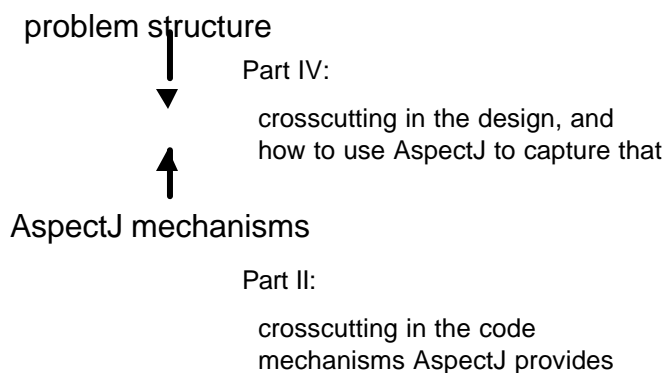 problem structure
Part IV:
crosscutting in the design, and
how to use AspectJ to capture that
AspectJ mechanisms
Part II:
crosscutting in the code
mechanisms AspectJ provides